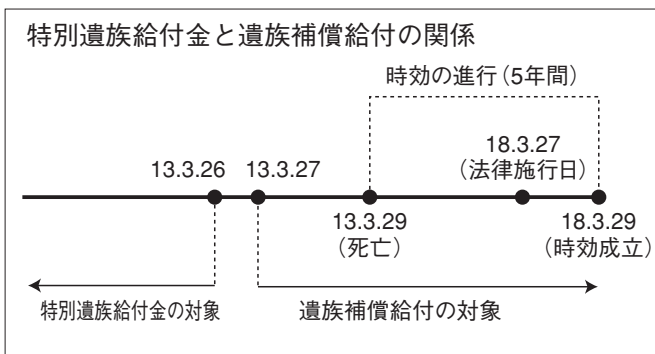 特別遺族給付金と遺族補償給付の関係
時効の進行（5年間）
18.3.27
（法律施行日）
13.3.26
13.3.27
13.3.29
（死亡）
18.3.29
（時効成立）
特別遺族給付金の対象
遺族補償給付の対象